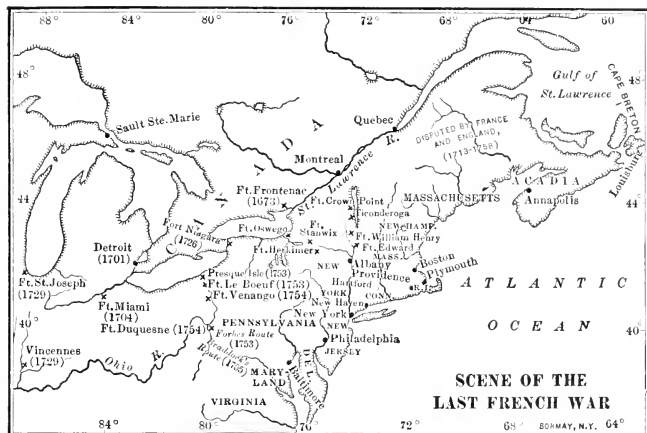 88°
80°
76°
72°
64
60
48°
48°
Gulf of
St. Lawrence
CAPE BRETON
Louisburg
Sault Ste. Marie
Quebec
CANADA
Montreal
St. Lawrence R.
DISPUTED BY FRANCE
AND ENGLAND,
(1713-1758)
ACADIA
Annapolis
44°
44°
Ft. Frontenac
(1673)
Ft. Crown Point
Ticonderoga
MASSACHUSETTS
Fort Niagara
(1726)
Ft. Oswego
Ft.
Stanwix
NEW HAMP.
Ft. William Henry
Ft. Edward
Ft. Herkimer
MASS.
Detroit
(1701)
Albany
Boston
Providence
Plymouth
Presque Isle (1753)
Ft. Le Boeuf (1753)
Ft. Venango (1754)
NEW
YORK
Hartford
CONN.
R.
New Haven
Ft. St. Joseph
(1729)
Ft. Miami
(1704)
Ft. Duquesne (1754)
New York
ATLANTIC
OCEAN
40°
40°
PENNSYLVANIA
NEW
JERSEY
Philadelphia
Forbes Route
(1753)
Braddock's
Route (1755)
Vincennes
(1729)
Ohio R.
MARY-
LAND
DEL.
Baltimore
VIRGINIA
SCENE OF THE
LAST FRENCH WAR
84°
80°
76°
72°
68°
64°
BORMAY, N.Y.